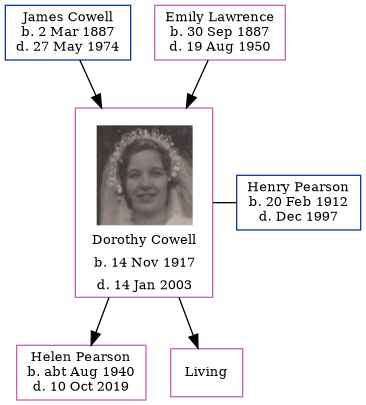 James Cowell
b. 2 Mar 1887
d. 27 May 1974
Emily Lawrence
b. 30 Sep 1887
d. 19 Aug 1950
Dorothy Cowell
b. 14 Nov 1917
d. 14 Jan 2003
Henry Pearson
b. 20 Feb 1912
d. Dec 1997
Helen Pearson
b. abt Aug 1940
d. 10 Oct 2019
Living